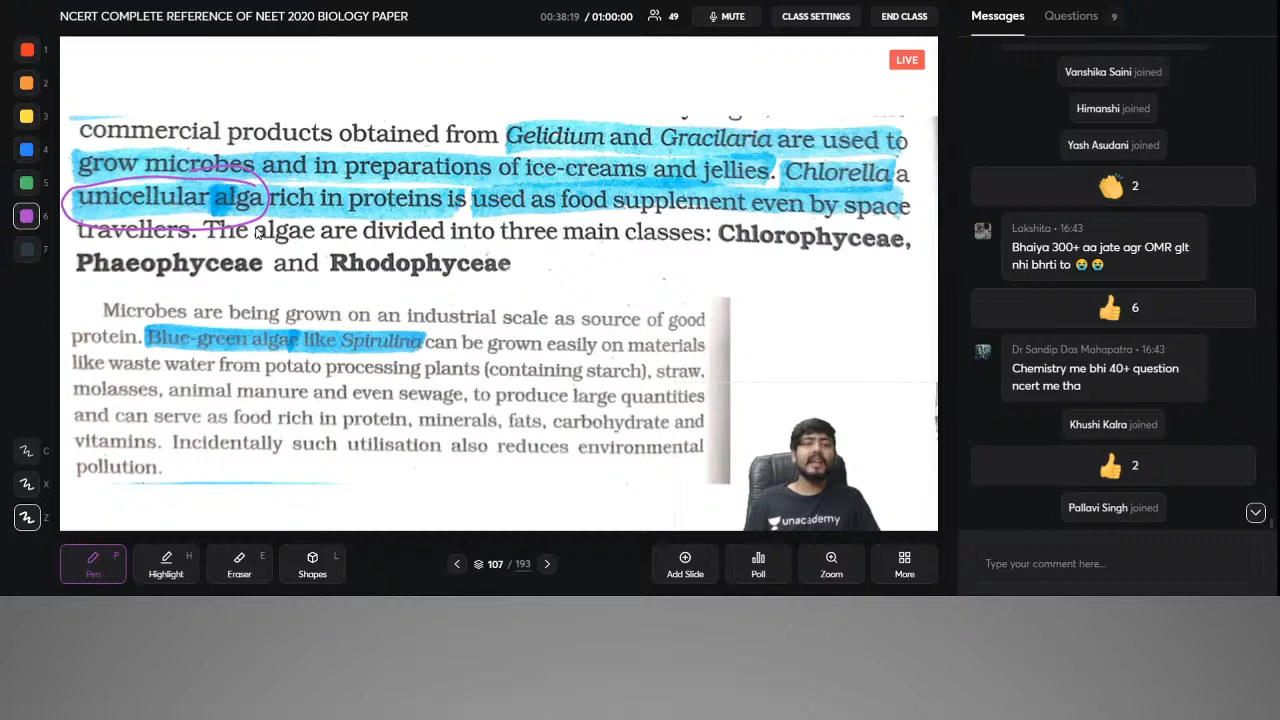 NCERT COMPLETE REFERENCE OF NEET 2020 BIOLOGY PAPER
00:38:19 / 01:00:00
49
MUTE
CLASS SETTINGS
END CLASS
Messages
Questions 9
1
2
3
4
5
6
7
C
X
Z
LIVE
commercial products obtained from Gelidium and Gracilaria are used to
grow microbes and in preparations of ice-creams and jellies. Chlorella a
unicellular alga rich in proteins is used as food supplement even by space
travellers. The algae are divided into three main classes: Chlorophyceae,
Phaeophyceae and Rhodophyceae
Microbes are being grown on an industrial scale as source of good
protein. Blue-green algae like Spirulina can be grown easily on materials
like waste water from potato processing plants (containing starch), straw,
molasses, animal manure and even sewage, to produce large quantities
and can serve as food rich in protein, minerals, fats, carbohydrate and
vitamins. Incidentally such utilisation also reduces environmental
pollution.
unacademy
Pen P
Highlight H
Eraser E
Shapes L
107 / 193
Add Slide
Poll
Zoom
More
Vanshika Saini joined
Himanshi joined
Yash Asudani joined
2
Lakshita • 16:43
Bhaiya 300+ aa jate agr OMR glt
nhi bhrti to
6
Dr Sandip Das Mahapatra • 16:43
Chemistry me bhi 40+ question
ncert me tha
Khushi Kalra joined
2
Pallavi Singh joined
Type your comment here...